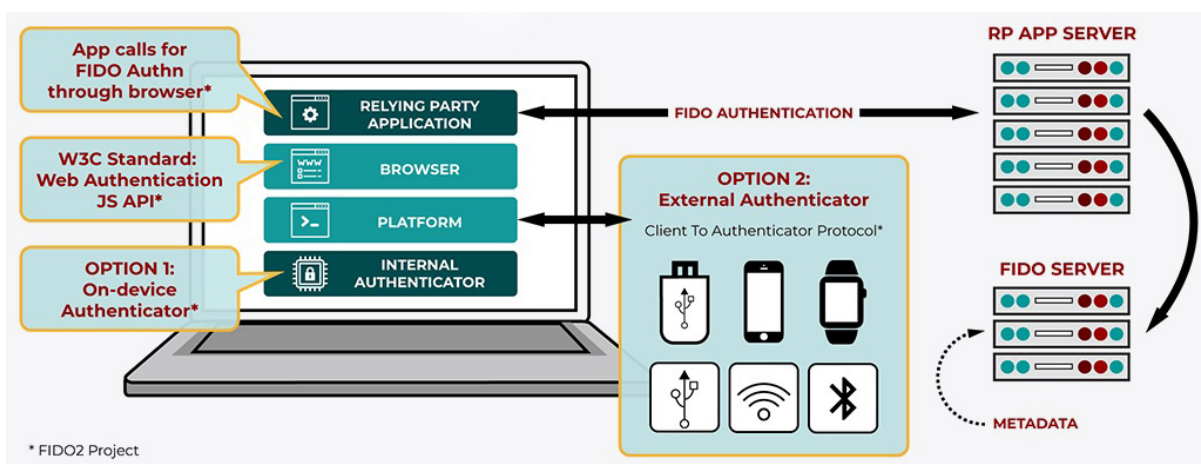 App calls for
FIDO Authn
through browser*
W3C Standard:
Web Authentication
JS API*
OPTION 1:
On-device
Authenticator*
RELYING PARTY
APPLICATION
WWW
BROWSER
PLATFORM
INTERNAL
AUTHENTICATOR
FIDO AUTHENTICATION
OPTION 2:
External Authenticator
Client To Authenticator Protocol*
RP APP SERVER
FIDO SERVER
METADATA
* FIDO2 Project